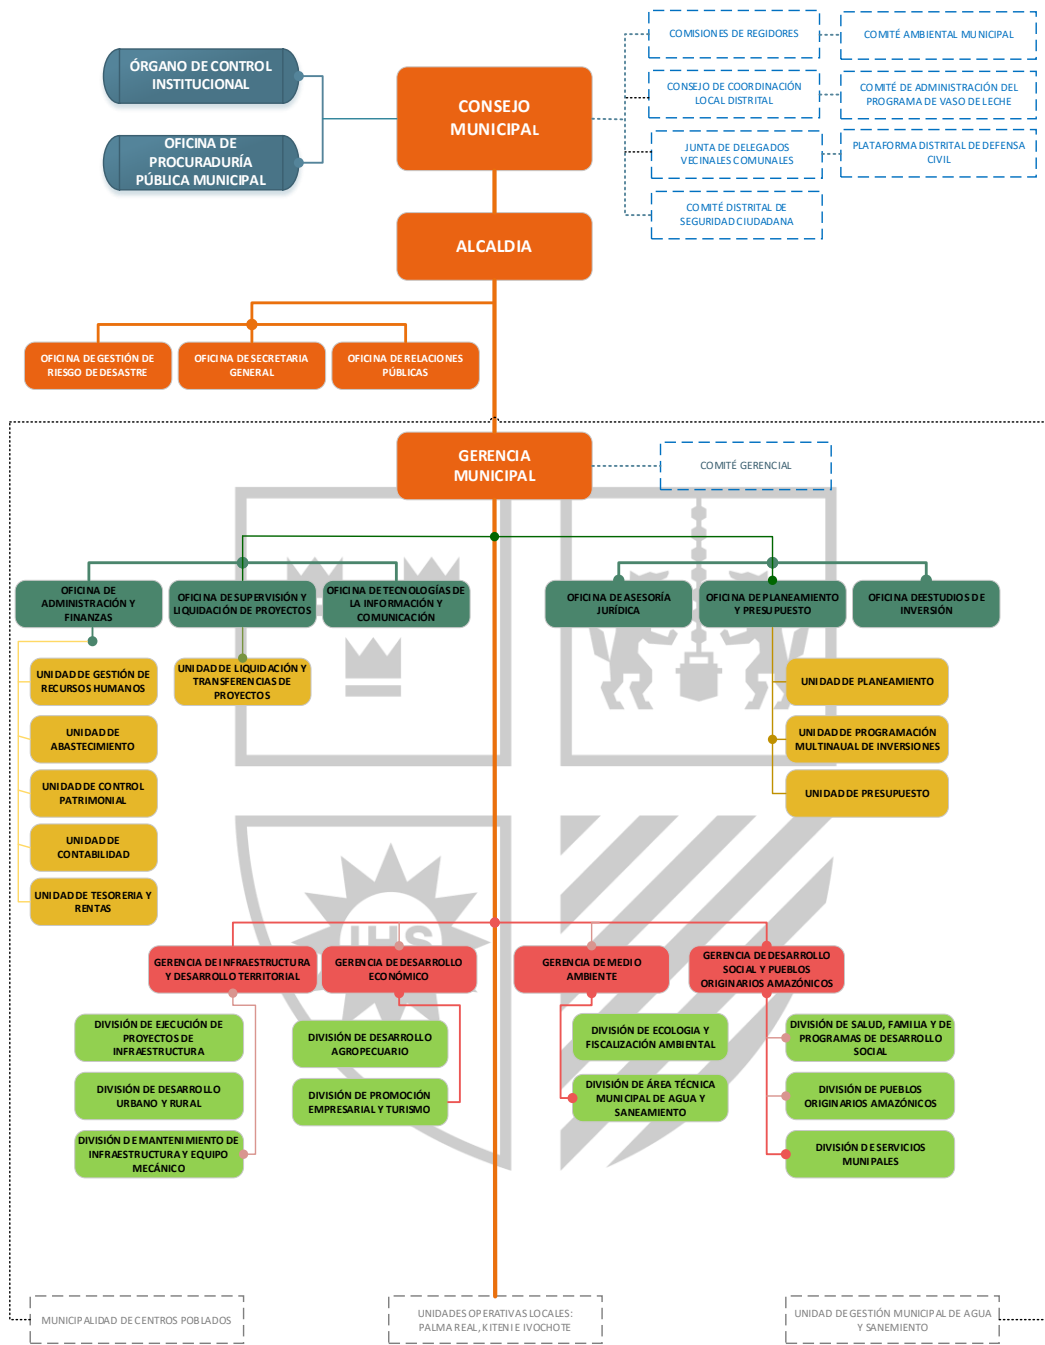 ÓRGANO DE CONTROL
INSTITUCIONAL
OFICINA DE
PROCURADURÍA
PÚBLICA MUNICIPAL
CONSEJO
MUNICIPAL
COMISIONES DE REGIDORES
COMITÉ AMBIENTAL MUNICIPAL
CONSEJO DE COORDINACIÓN
LOCAL DISTRITAL
COMITÉ DE ADMINISTRACIÓN DEL
PROGRAMA DE VASO DE LECHE
JUNTA DE DELEGADOS
VECINALES COMUNALES
PLATAFORMA DISTRITAL DE DEFENSA
CIVIL
COMITÉ DISTRITAL DE
SEGURIDAD CIUDADANA
ALCALDIA
OFICINA DE GESTIÓN DE
RIESGO DE DESASTRE
OFICINA DE SECRETARIA
GENERAL
OFICINA DE RELACIONES
PÚBLICAS
GERENCIA
MUNICIPAL
COMITÉ GERENCIAL
OFICINA DE
ADMINISTRACIÓN Y
FINANZAS
OFICINA DE SUPERVISIÓN Y
LIQUIDACIÓN DE PROYECTOS
OFICINA DE TECNOLOGÍAS DE
LA INFORMACIÓN Y
COMUNICACIÓN
OFICINA DE ASESORÍA
JURÍDICA
OFICINA DE PLANEAMIENTO
Y PRESUPUESTO
OFICINA DEESTUDIOS DE
INVERSIÓN
UNIDAD DE GESTIÓN DE
RECURSOS HUMANOS
UNIDAD DE
ABASTECIMIENTO
UNIDAD DE CONTROL
PATRIMONIAL
UNIDAD DE
CONTABILIDAD
UNIDAD DE TESORERIA Y
RENTAS
UNIDAD DE LIQUIDACIÓN Y
TRANSFERENCIAS DE
PROYECTOS
UNIDAD DE PLANEAMIENTO
UNIDAD DE PROGRAMACIÓN
MULTINAUAL DE INVERSIONES
UNIDAD DE PRESUPUESTO
IHS
GERENCIA DE INFRAESTRUCTURA
Y DESARROLLO TERRITORIAL
GERENCIA DE DESARROLLO
ECONÓMICO
GERENCIA DE MEDIO
AMBIENTE
GERENCIA DE DESARROLLO
SOCIAL Y PUEBLOS
ORIGINARIOS AMAZÓNICOS
DIVISIÓN DE EJECUCIÓN DE
PROYECTOS DE
INFRAESTRUCTURA
DIVISIÓN DE DESARROLLO
URBANO Y RURAL
DIVISIÓN DE MANTENIMIENTO DE
INFRAESTRUCTURA Y EQUIPO
MECÁNICO
DIVISIÓN DE DESARROLLO
AGROPECUARIO
DIVISIÓN DE PROMOCIÓN
EMPRESARIAL Y TURISMO
DIVISIÓN DE ECOLOGIA Y
FISCALIZACIÓN AMBIENTAL
DIVISIÓN DE ÁREA TÉCNICA
MUNICIPAL DE AGUA Y
SANEAMIENTO
DIVISIÓN DE SALUD, FAMILIA Y DE
PROGRAMAS DE DESARROLLO
SOCIAL
DIVISIÓN DE PUEBLOS
ORIGINARIOS AMAZÓNICOS
DIVISIÓN DE SERVICIOS
MUNIPALES
MUNICIPALIDAD DE CENTROS POBLADOS
UNIDADES OPERATIVAS LOCALES:
PALMA REAL, KITENI E IVOCHOTE
UNIDAD DE GESTIÓN MUNICIPAL DE AGUA
Y SANEMIENTO